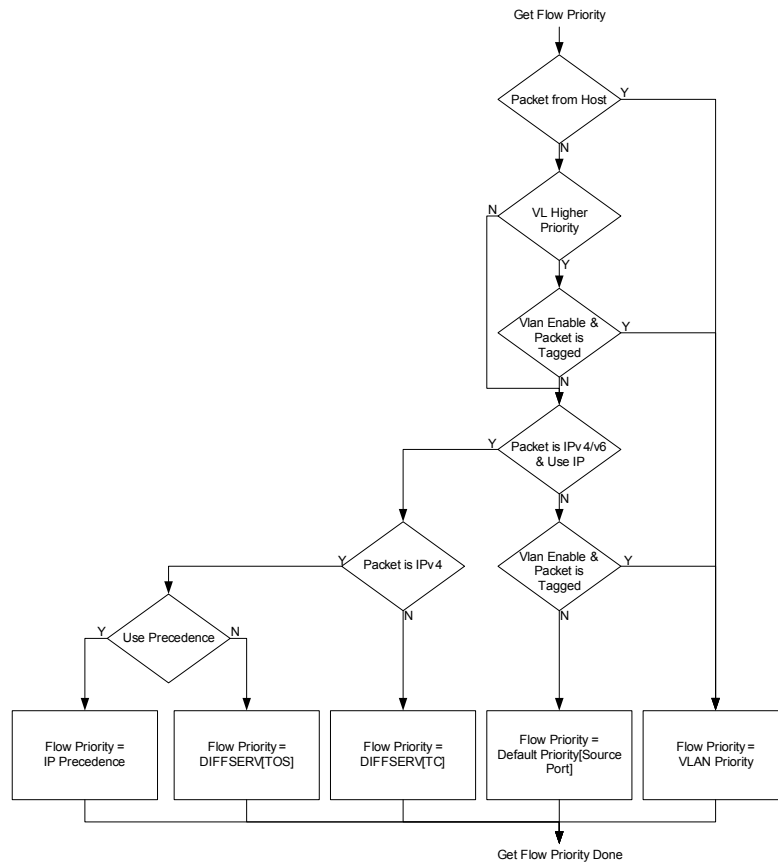 Get Flow Priority
Packet from Host
Y
N
N
VL Higher
Priority
Y
Vlan Enable &
Packet is
Tagged
Y
N
Y
Packet is IPv4/v6
& Use IP
N
Y
Packet is IPv4
N
Vlan Enable &
Packet is
Tagged
Y
N
Y
Use Precedence
N
Flow Priority =
IP Precedence
Flow Priority =
DIFFSERV[TOS]
Flow Priority =
DIFFSERV[TC]
Flow Priority =
Default Priority[Source
Port]
Flow Priority =
VLAN Priority
Get Flow Priority Done